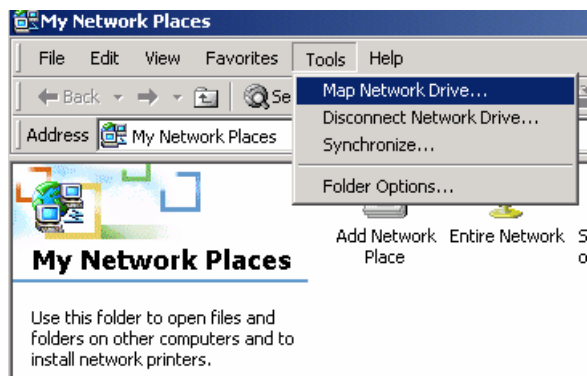 My Network Places
File Edit View Favorites Tools Help
Back Se
Map Network Drive...
Disconnect Network Drive...
Synchronize...
Folder Options...
Address My Network Places
Add Network Place
Entire Network
My Network Places
Use this folder to open files and
folders on other computers and to
install network printers.